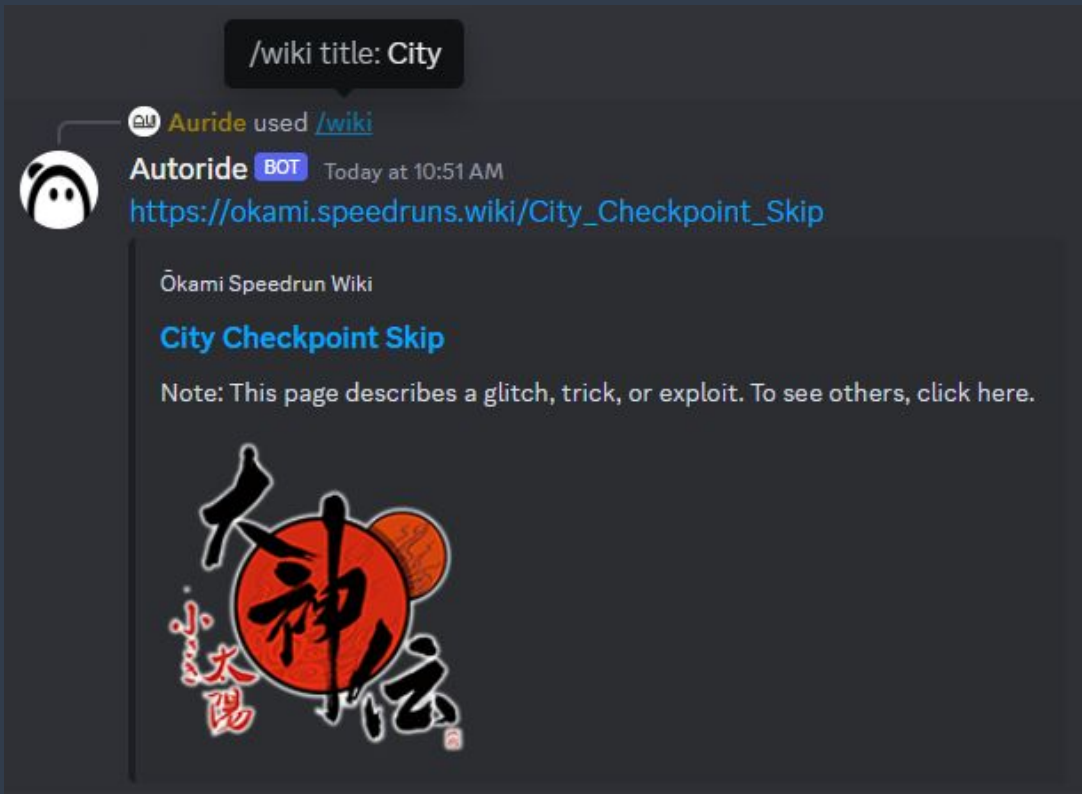 /wiki title: City
Auride used /wiki
Autoride BOT Today at 10:51 AM
https://okami.speedruns.wiki/City_Checkpoint_Skip
Ōkami Speedrun Wiki
City Checkpoint Skip
Note: This page describes a glitch, trick, or exploit. To see others, click here.
大神伝
小さき太陽